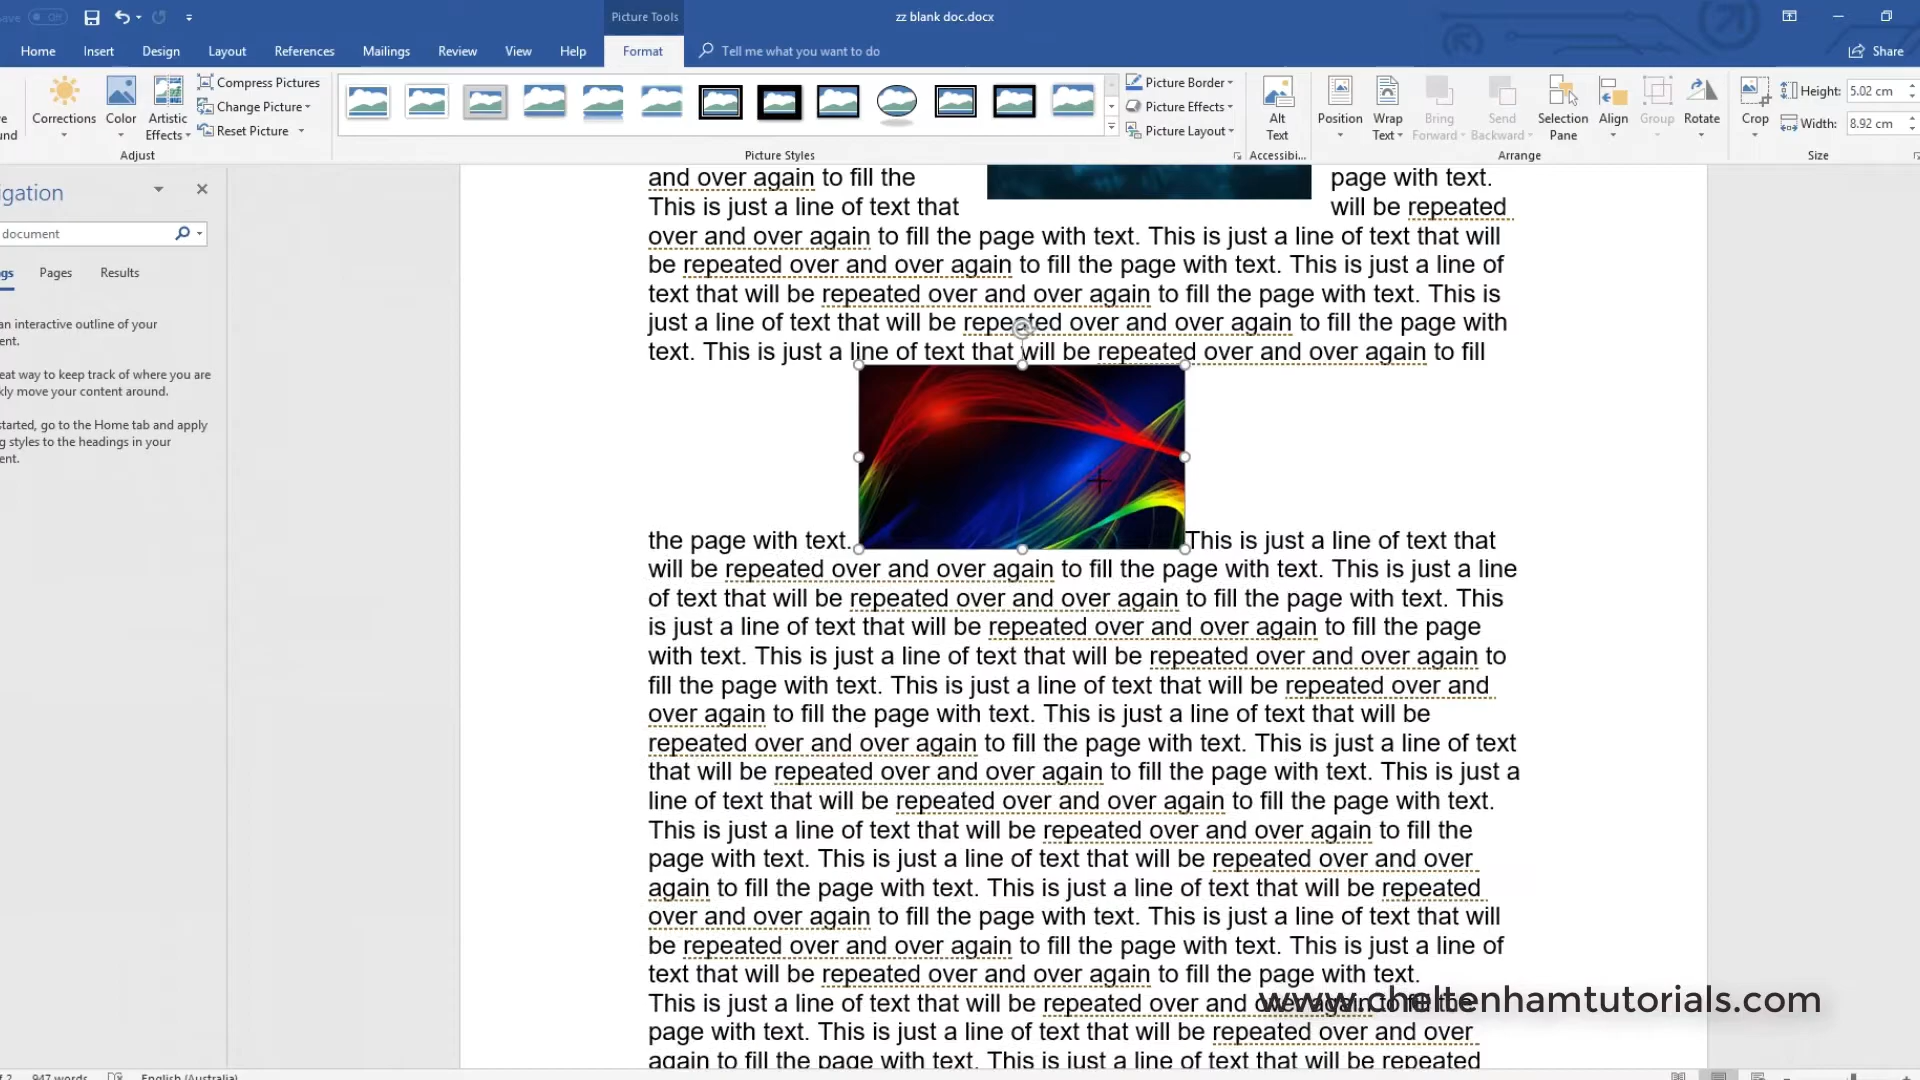 ave Off
Picture Tools
zz blank doc.docx
Home Insert Design Layout References Mailings Review View Help Format Tell me what you want to do Share
Corrections Color Artistic Effects Compress Pictures Change Picture Reset Picture Picture Border Picture Effects Picture Layout Alt Text Position Wrap Text Bring Forward Send Backward Selection Pane Align Group Rotate Crop Height: 5.02 cm Width: 8.92 cm
Adjust Picture Styles Accessibi... Arrange Size
igation
document
gs Pages Results
an interactive outline of your
ent.
eat way to keep track of where you are
kly move your content around.
started, go to the Home tab and apply
g styles to the headings in your
ent.
and over again to fill the page with text.
This is just a line of text that will be repeated
over and over again to fill the page with text. This is just a line of text that will
be repeated over and over again to fill the page with text. This is just a line of
text that will be repeated over and over again to fill the page with text. This is
just a line of text that will be repeated over and over again to fill the page with
text. This is just a line of text that will be repeated over and over again to fill
the page with text. This is just a line of text that
will be repeated over and over again to fill the page with text. This is just a line
of text that will be repeated over and over again to fill the page with text. This
is just a line of text that will be repeated over and over again to fill the page
with text. This is just a line of text that will be repeated over and over again to
fill the page with text. This is just a line of text that will be repeated over and
over again to fill the page with text. This is just a line of text that will be
repeated over and over again to fill the page with text. This is just a line of text
that will be repeated over and over again to fill the page with text. This is just a
line of text that will be repeated over and over again to fill the page with text.
This is just a line of text that will be repeated over and over again to fill the
page with text. This is just a line of text that will be repeated over and over
again to fill the page with text. This is just a line of text that will be repeated
over and over again to fill the page with text. This is just a line of text that will
be repeated over and over again to fill the page with text. This is just a line of
text that will be repeated over and over again to fill the page with text.
This is just a line of text that will be repeated over and over again to fill the
page with text. This is just a line of text that will be repeated over and over
again to fill the page with text. This is just a line of text that will be repeated
www.cheltenhamtutorials.com
of 2 947 words English (Australia)